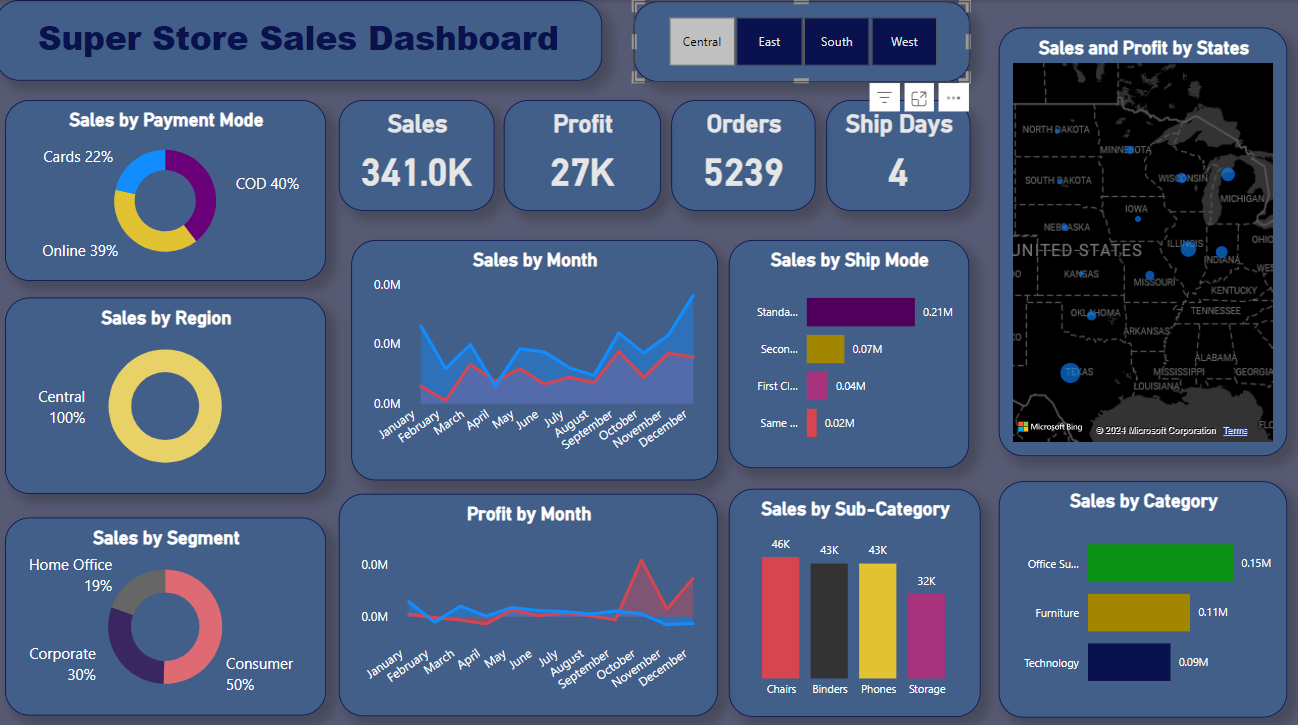 Super Store Sales Dashboard
Central
East
South
West
Sales by Payment Mode
Cards 22%
COD 40%
Online 39%
Sales
341.0K
Profit
27K
Orders
5239
Ship Days
4
Sales and Profit by States
NORTH DAKOTA
MINNESOTA
SOUTH DAKOTA
WISCONSIN
MICHIGAN
IOWA
NEBRASKA
ILLINOIS
OHIO
UNITED STATES
INDIANA
KANSAS
MISSOURI
WES
KENTUCKY
OKLAHOMA
TENNESSEE
ARKANSAS
ALABAMA
TEXAS
MISSISSIPPI
GEORGIA
LOUISIANA
FLO
Microsoft Bing
© 2024 Microsoft Corporation
Terms
Sales by Region
Central
100%
Sales by Month
0.0M
0.0M
0.0M
January
February
March
April
May
June
July
August
September
October
November
December
Sales by Ship Mode
Standa...
0.21M
Secon...
0.07M
First Cl...
0.04M
Same ...
0.02M
Sales by Segment
Home Office
19%
Corporate
30%
Consumer
50%
Profit by Month
0.0M
0.0M
January
February
March
April
May
June
July
August
September
October
November
December
Sales by Sub-Category
46K
43K
43K
32K
Chairs
Binders
Phones
Storage
Sales by Category
Office Su...
0.15M
Furniture
0.11M
Technology
0.09M